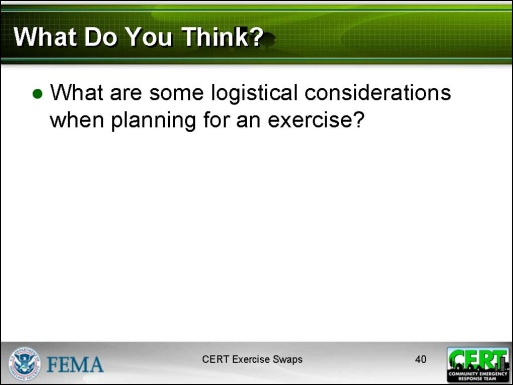 What Do You Think?
● What are some logistical considerations
when planning for an exercise?
FEMA
CERT Exercise Swaps
40
CERT
COMMUNITY EMERGENCY
RESPONSE TEAM